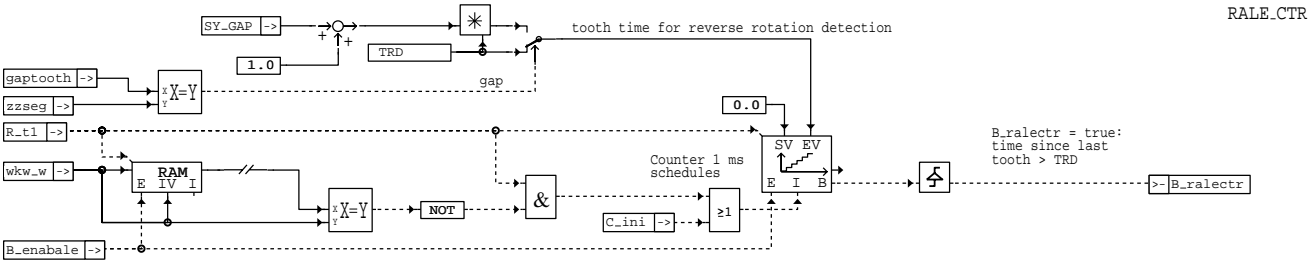 RALE_CTR
SY_GAP ->
+
+
*
tooth time for reverse rotation detection
TRD
1.0
gaptooth ->
X
Y
X=Y
gap
zzseg ->
0.0
R_t1 ->
SV EV
B_ralectr = true:
time since last
tooth > TRD
Counter 1 ms
schedules
wkw_w ->
RAM
E IV I
E I B
>- B_ralectr
X
Y
X=Y
NOT
&
≥1
C_ini ->
B_enabale ->